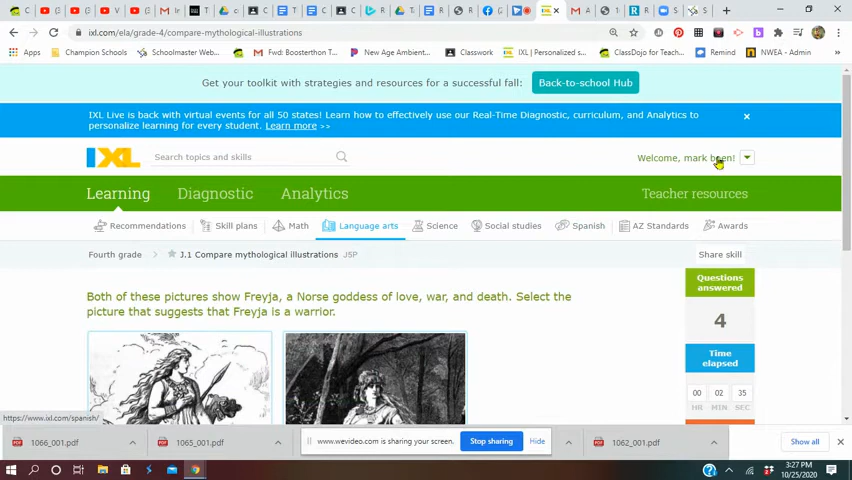 G
M Ir
T
c
C
V
V
Gr
T
C
C
R
(8
M A
1
R
S
S
ixl.com/ela/grade-4/compare-mythological-illustrations
Apps Champion Schools Schoolmaster Web... Fwd: Boosterthon T... New Age Ambient... Classwork IXL | Personalized s... ClassDojo for Teach... Remind NWEA - Admin
Get your toolkit with strategies and resources for a successful fall: Back-to-school Hub
IXL Live is back with virtual events for all 50 states! Learn how to effectively use our Real-Time Diagnostic, curriculum, and Analytics to
personalize learning for every student. Learn more >>
IXL Search topics and skills Welcome, mark been!
Learning Diagnostic Analytics Teacher resources
Recommendations Skill plans Math Language arts Science Social studies Spanish AZ Standards Awards
Fourth grade > J.1 Compare mythological illustrations J5P Share skill
Both of these pictures show Freyja, a Norse goddess of love, war, and death. Select the
picture that suggests that Freyja is a warrior.
Questions
answered
4
Time
elapsed
00 02 35
HR MIN SEC
https://www.ixl.com/spanish/
1066_001.pdf 1065_001.pdf www.wevideo.com is sharing your screen. Stop sharing Hide 1062_001.pdf Show all
3:27 PM
10/25/2020